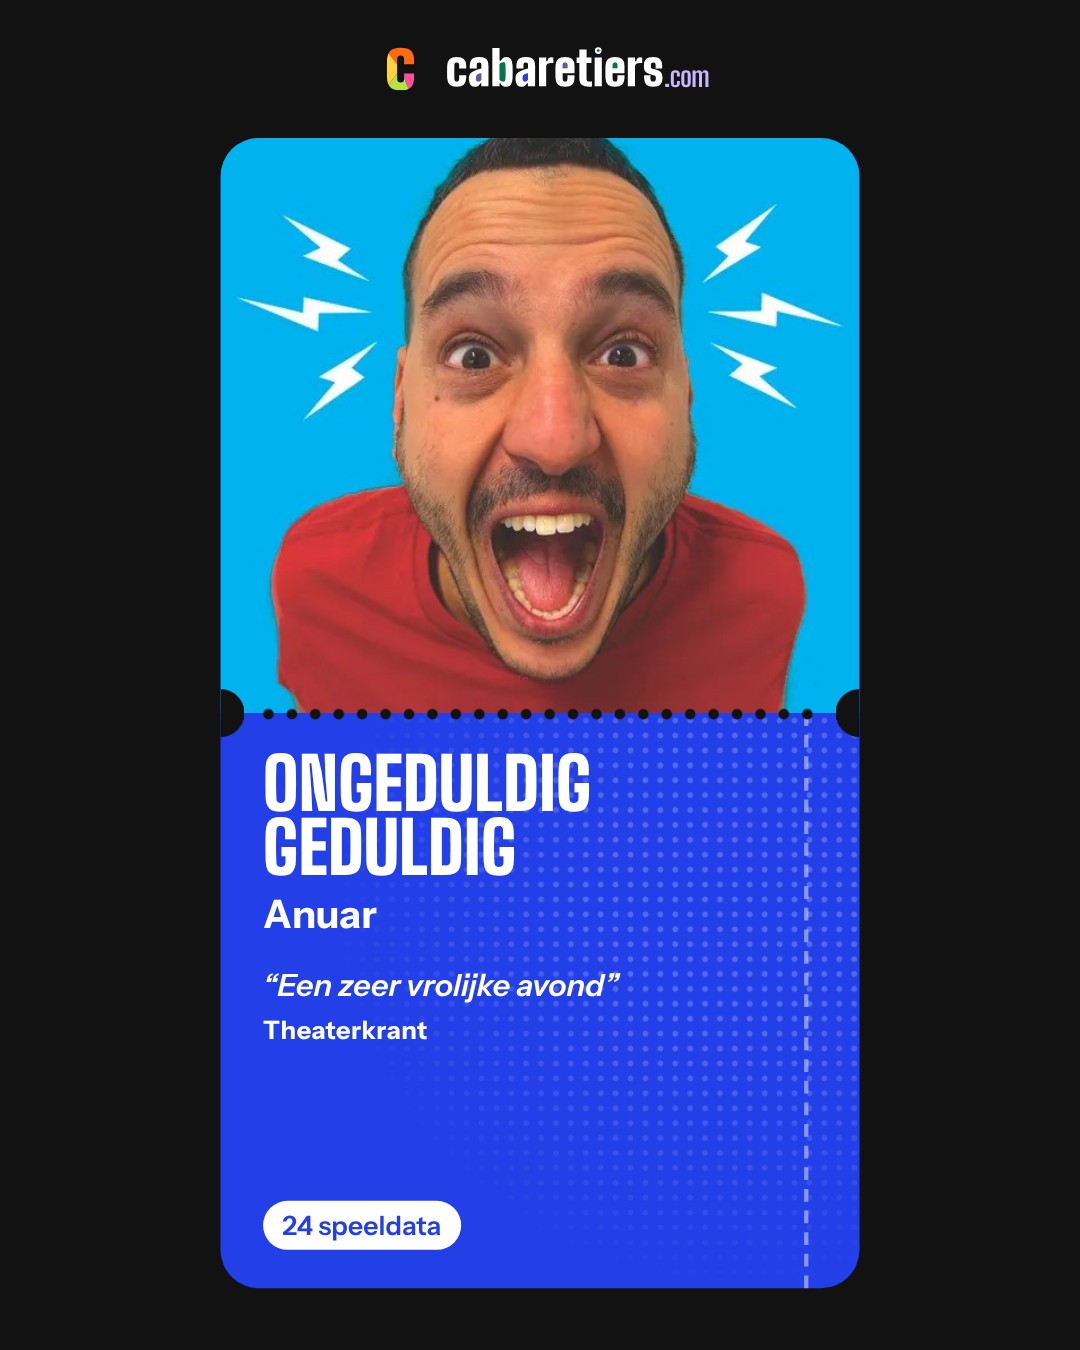 cabaretiers.com
ONGEDULDIG
GEDULDIG
Anuar
“Een zeer vrolijke avond”
Theaterkrant
24 speeldata